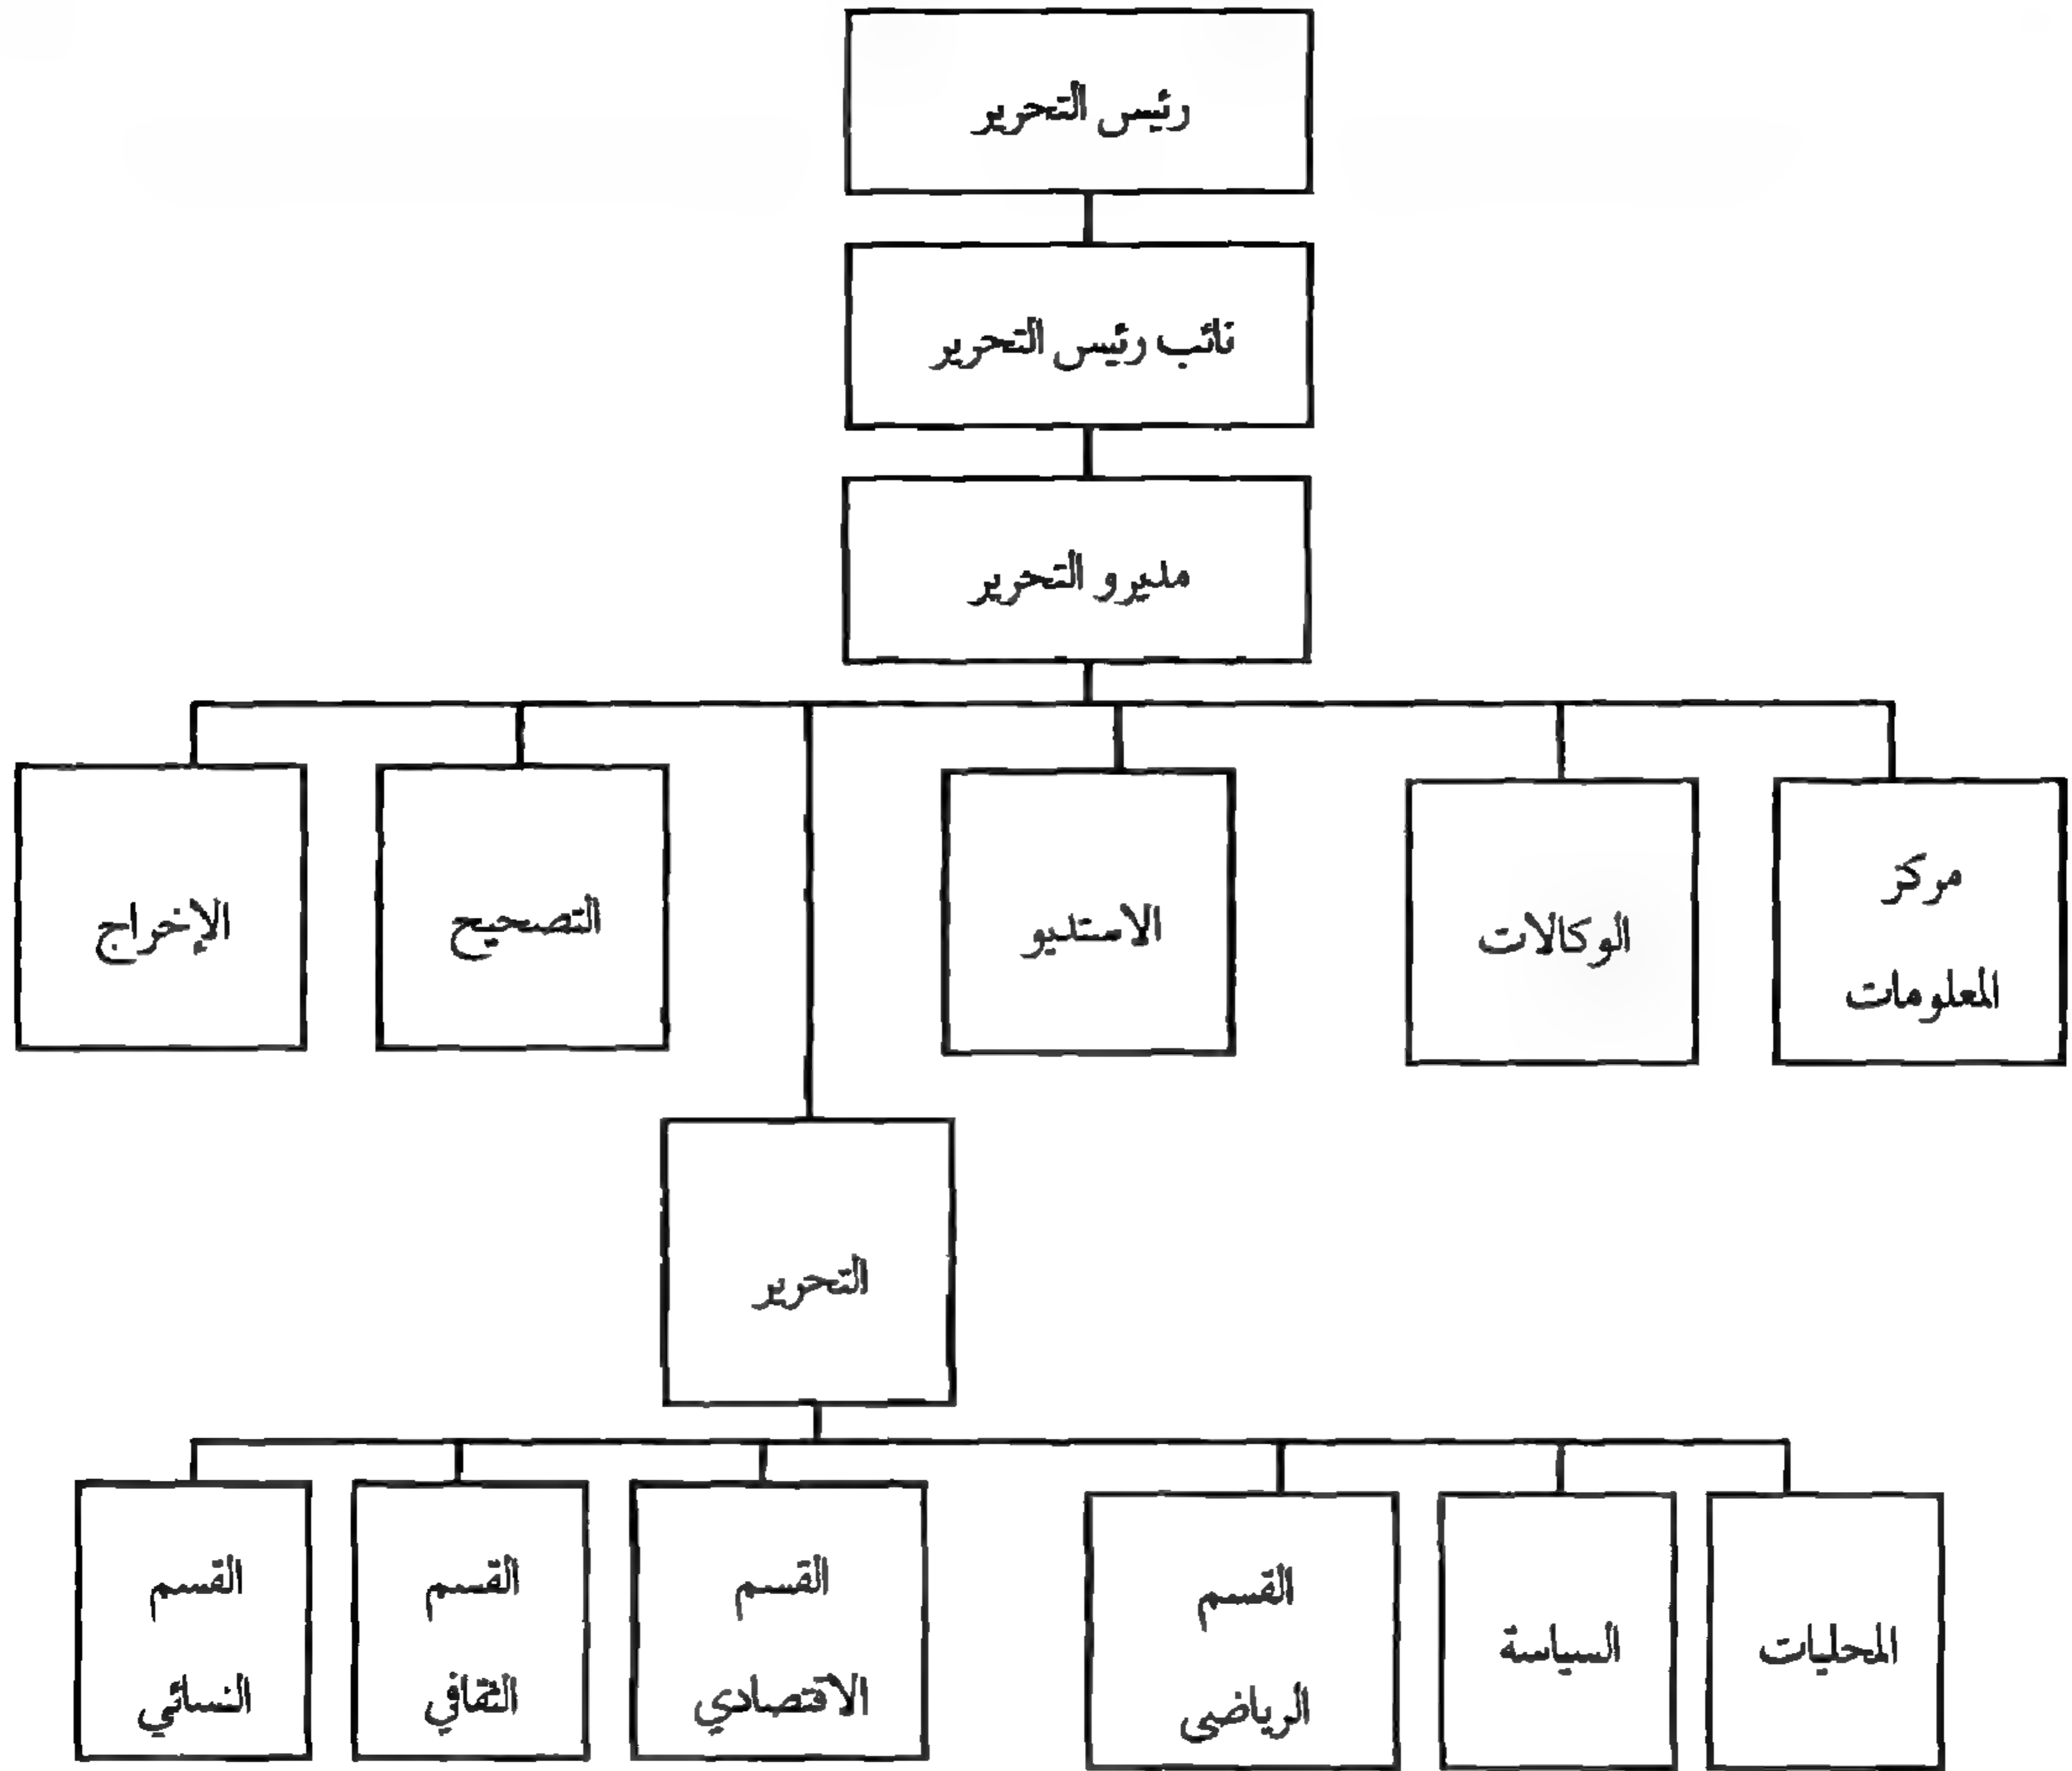 رئيس التحرير
نائب رئيس التحرير
مديرو التحرير
مركز
المعلومات
الوكالات
الاستديو
التصحيح
الإخراج
التحرير
المحليات
السياسة
القسم
الرياضي
القسم
الاقتصادي
القسم
الثقافي
القسم
النسائي